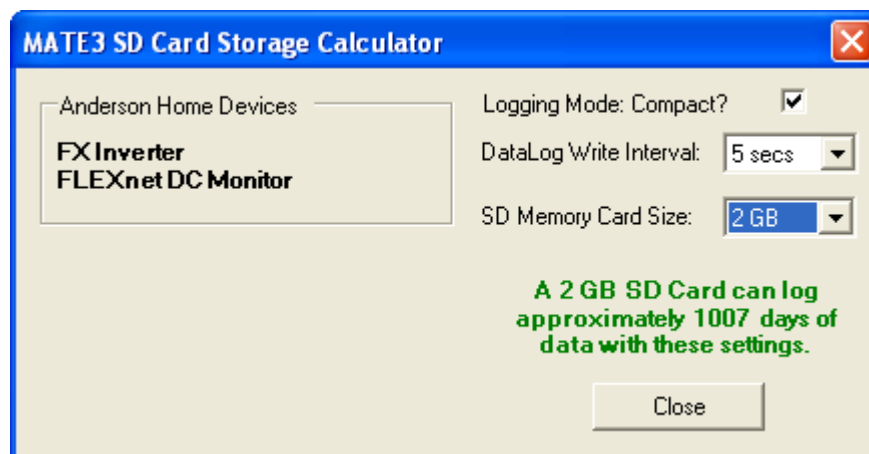 MATE3 SD Card Storage Calculator
Anderson Home Devices
FX Inverter
FLEXnet DC Monitor
Logging Mode: Compact?
DataLog Write Interval: 5 secs
SD Memory Card Size: 2 GB
A 2 GB SD Card can log
approximately 1007 days of
data with these settings.
Close